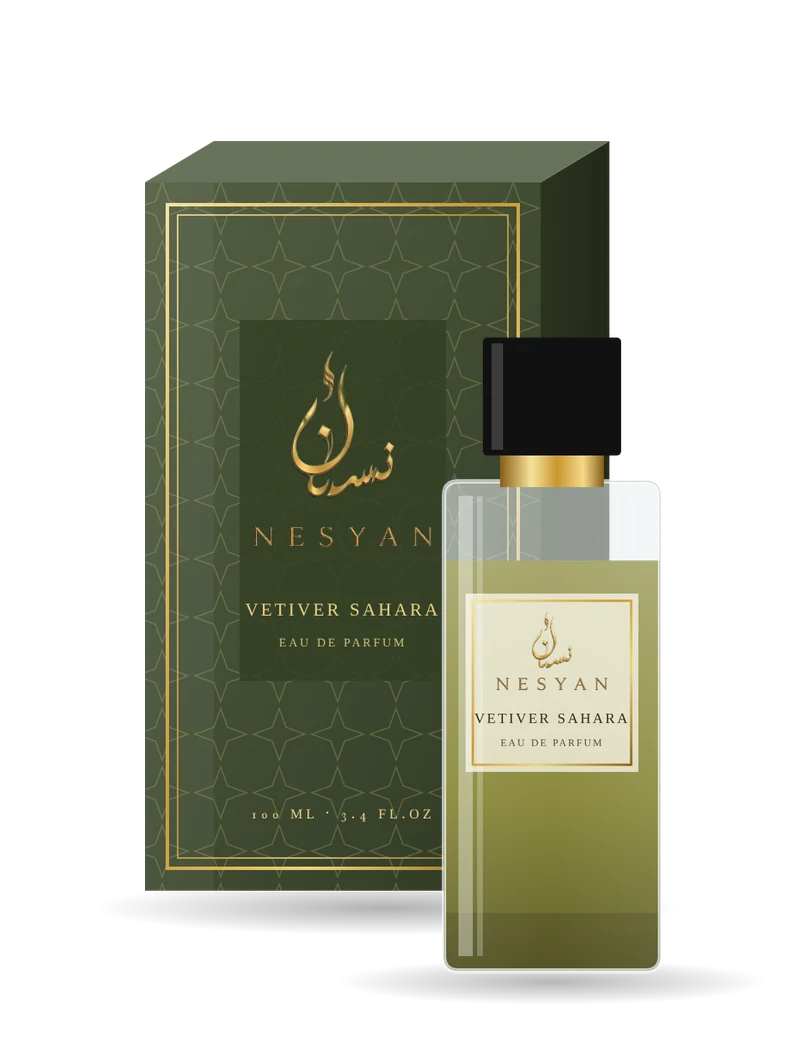 نسيان
NESYAN
VETIVER SAHARA
EAU DE PARFUM
100 ML · 3.4 FL.OZ
نسيان
NESYAN
VETIVER SAHARA
EAU DE PARFUM